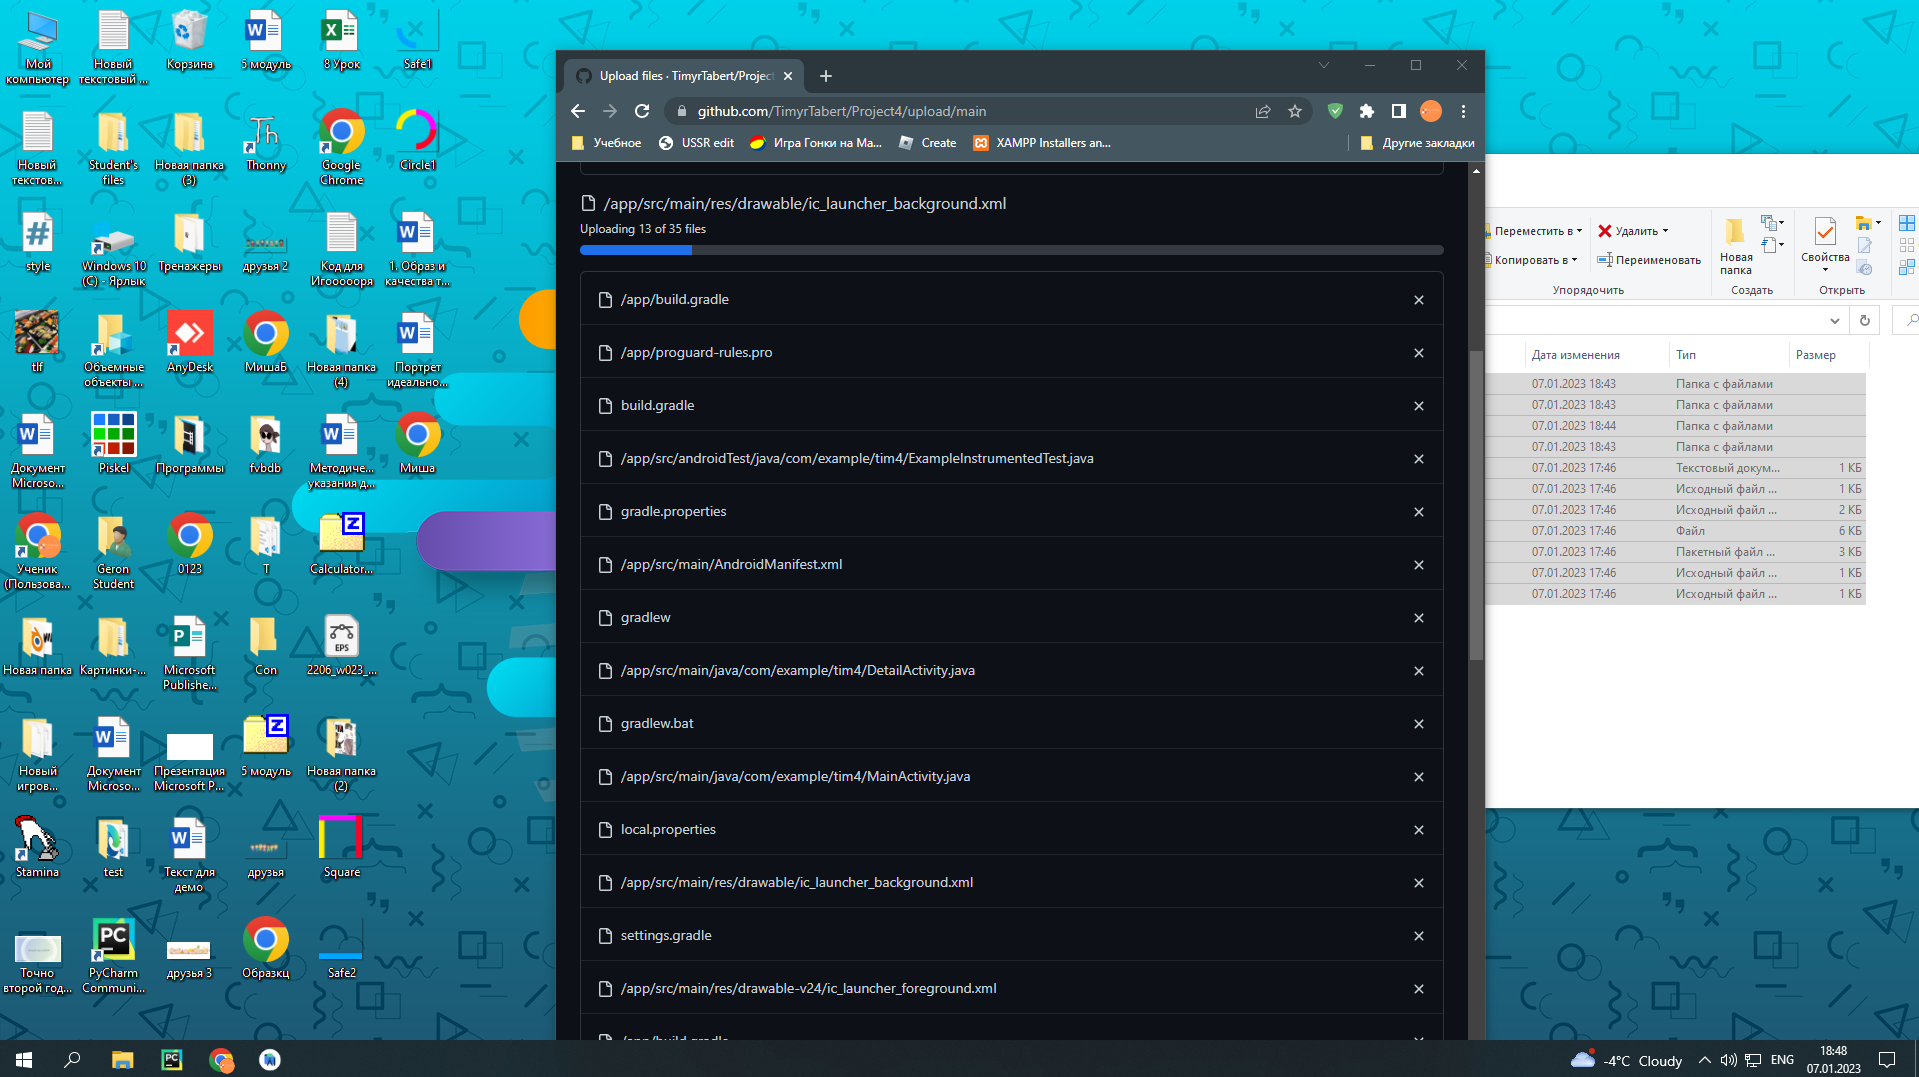 Мой
компьютер
Новый
текстовый ...
Корзина
5 модуль
8 Урок
Safe1
Новый
текстов...
Student's
files
Новая папка
(3)
Thonny
Google
Chrome
Circle1
style
Windows 10
(C) - Ярлык
Тренажеры
друзья 2
Код для
Игоооооря
1. Образ и
качества т...
tlf
Объемные
объекты ...
AnyDesk
МишаБ
Новая папка
(4)
Портрет
идеально...
Документ
Microso...
Piskel
Программы
fvbdb
Методиче...
указания д...
Миша
Ученик
(Пользова...
Geron
Student
0123
Т
Calculator...
Новая папка
Картинки-...
Microsoft
Publishe...
Con
EPS
2206_w023_...
Новый
игров...
Документ
Microso...
Презентация
Microsoft P...
5 модуль
Новая папка
(2)
Stamina
test
Текст для
демо
друзья
Square
Точно
второй год...
PyCharm
Communi...
друзья 3
Образкц
Safe2
Upload files · TimyrTabert/Project
github.com/TimyrTabert/Project4/upload/main
Учебное
USSR edit
Игра Гонки на Ма...
Create
XAMPP Installers an...
Другие закладки
/app/src/main/res/drawable/ic_launcher_background.xml
Uploading 13 of 35 files
/app/build.gradle
/app/proguard-rules.pro
build.gradle
/app/src/androidTest/java/com/example/tim4/ExampleInstrumentedTest.java
gradle.properties
/app/src/main/AndroidManifest.xml
gradlew
/app/src/main/java/com/example/tim4/DetailActivity.java
gradlew.bat
/app/src/main/java/com/example/tim4/MainActivity.java
local.properties
/app/src/main/res/drawable/ic_launcher_background.xml
settings.gradle
/app/src/main/res/drawable-v24/ic_launcher_foreground.xml
/app/build.gradle
Переместить в
Удалить
Копировать в
Переименовать
Новая
папка
Свойства
Упорядочить
Создать
Открыть
Дата изменения Тип Размер
07.01.2023 18:43 Папка с файлами
07.01.2023 18:43 Папка с файлами
07.01.2023 18:44 Папка с файлами
07.01.2023 18:43 Папка с файлами
07.01.2023 17:46 Текстовый докум... 1 КБ
07.01.2023 17:46 Исходный файл ... 1 КБ
07.01.2023 17:46 Исходный файл ... 2 КБ
07.01.2023 17:46 Файл 6 КБ
07.01.2023 17:46 Пакетный файл ... 3 КБ
07.01.2023 17:46 Исходный файл ... 1 КБ
07.01.2023 17:46 Исходный файл ... 1 КБ
-4°C Cloudy
ENG
18:48
07.01.2023